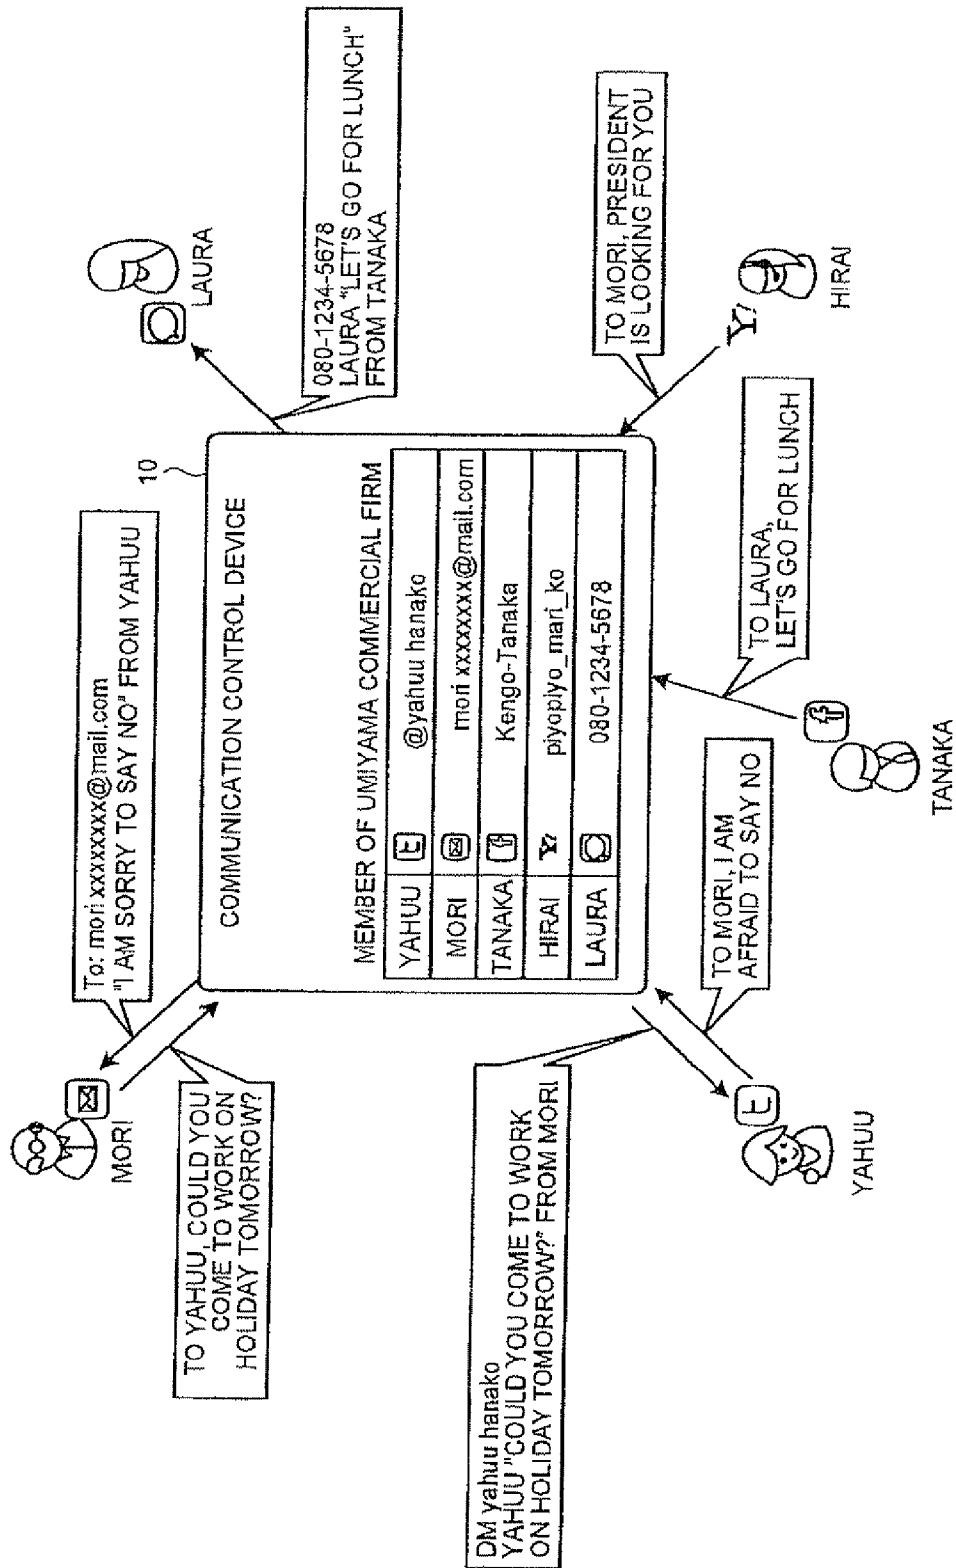 To: mori xxxxxxxx@mail.com
"I AM SORRY TO SAY NO" FROM YAHUU
MORI
TO YAHUU, COULD YOU
COME TO WORK ON
HOLIDAY TOMORROW?
LAURA
080-1234-5678
LAURA "LET'S GO FOR LUNCH"
FROM TANAKA
10
COMMUNICATION CONTROL DEVICE
MEMBER OF UMIYAMA COMMERCIAL FIRM
YAHUU t @yahuu hanako
MORI mori xxxxxxxx@mail.com
TANAKA f Kengo-Tanaka
HIRAI Y! piyopiyo_mari_ko
LAURA 080-1234-5678
DM yahuu hanako
YAHUU "COULD YOU COME TO WORK
ON HOLIDAY TOMORROW?" FROM MORI
t
YAHUU
TO MORI, I AM
AFRAID TO SAY NO
f
TANAKA
TO LAURA,
LET'S GO FOR LUNCH
TO MORI, PRESIDENT
IS LOOKING FOR YOU
Y!
HIRAI